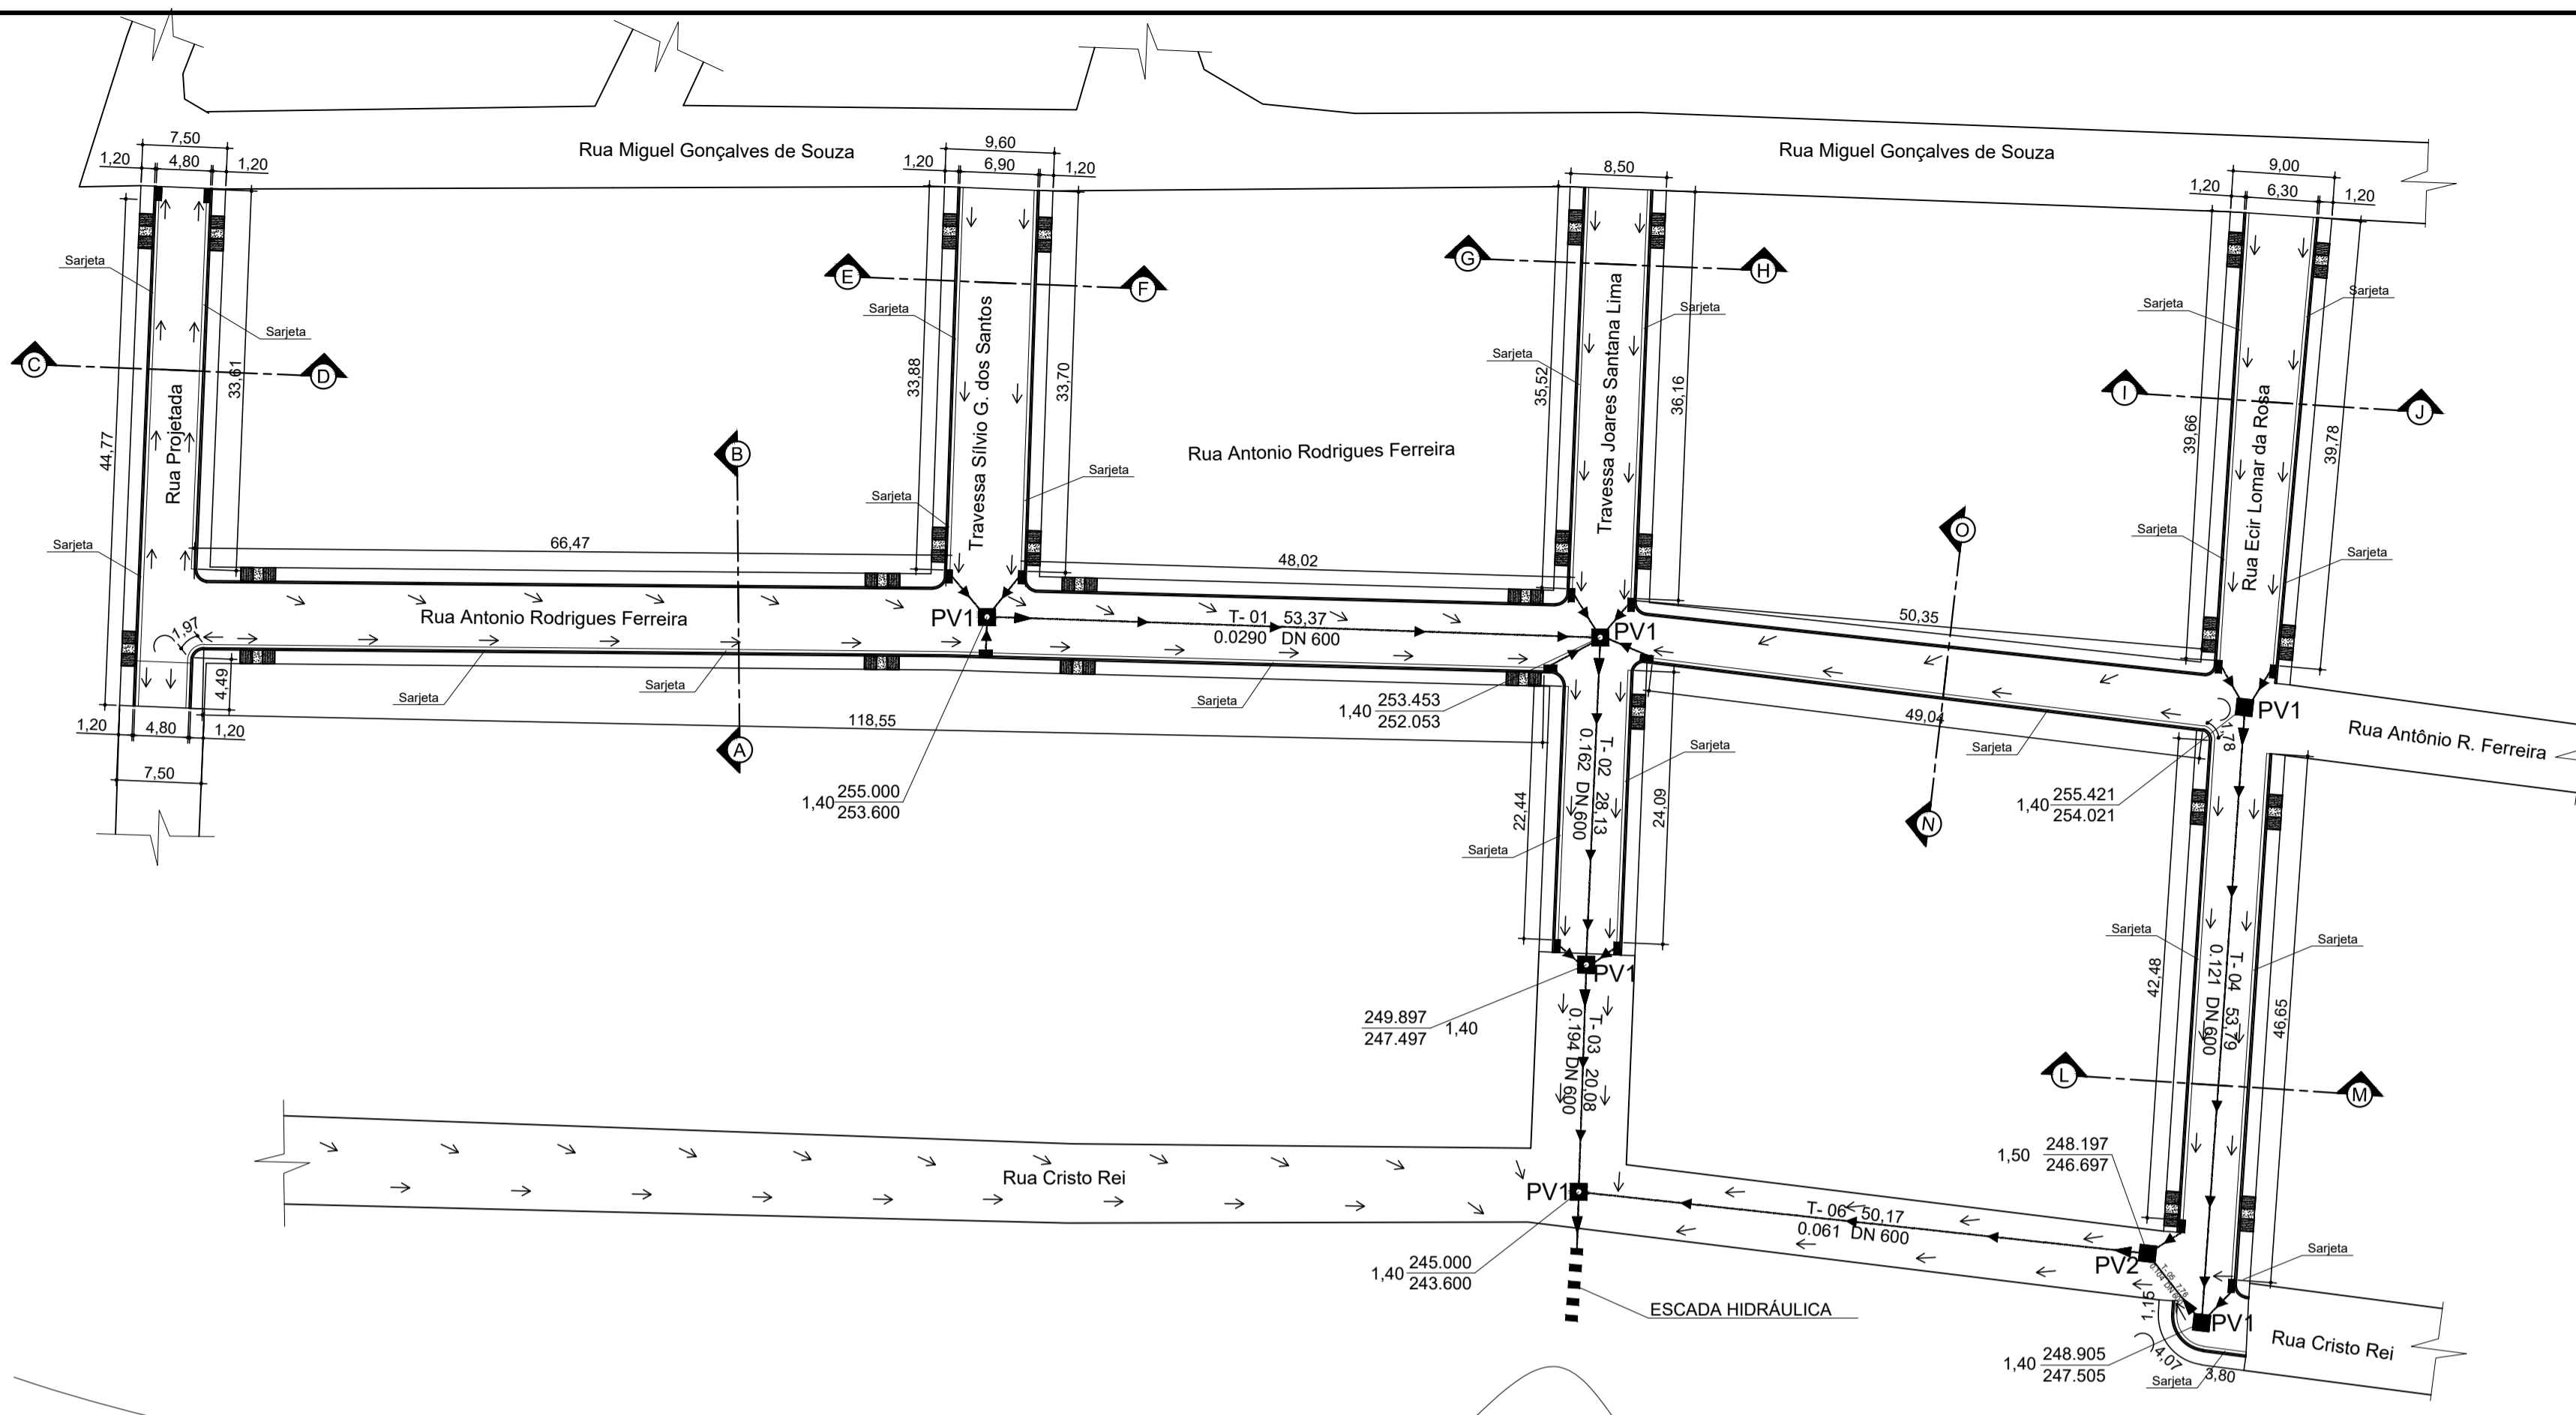 7,50
1,20 4,80 1,20
Rua Miguel Gonçalves de Souza
9,60
1,20 6,90 1,20
8,50
Rua Miguel Gonçalves de Souza
9,00
1,20 6,30 1,20
Sarjeta
Sarjeta
C
D
33,61
44,77
Rua Projetada
Sarjeta
E
F
Sarjeta
33,88
Travessa Sílvio G. dos Santos
33,70
Sarjeta
Sarjeta
B
A
66,47
Rua Antonio Rodrigues Ferreira
48,02
G
H
Sarjeta
Sarjeta
35,52
Travessa Joares Santana Lima
36,16
I
J
Sarjeta
Sarjeta
39,66
Rua Ecir Lomar da Rosa
39,78
Sarjeta
Sarjeta
O
N
50,35
Rua Antonio Rodrigues Ferreira
PV1
T- 01 53,37
0.0290 DN 600
PV1
1,97
4,49
1,20 4,80 1,20
7,50
Sarjeta
Sarjeta
Sarjeta
118,55
1,40 255.000
253.600
1,40 253.453
252.053
49,04
Sarjeta
PV1
1,78
Rua Antônio R. Ferreira
1,40 255.421
254.021
T- 02 28,13
0.162 DN 600
Sarjeta
Sarjeta
22,44
24,09
PV1
249.897
247.497 1,40
T- 03 20,08
0.194 DN 600
Sarjeta
Sarjeta
42,48
T- 04 53,79
0.121 DN 600
46,65
L
M
Rua Cristo Rei
PV1
T- 06 50,17
0.061 DN 600
1,50 248.197
246.697
PV2
T- 05 7,76
0.104 DN 600
Sarjeta
1,40 245.000
243.600
ESCADA HIDRÁULICA
1,15
PV1
Rua Cristo Rei
1,40 248.905
247.505
4,07
3,80
Sarjeta